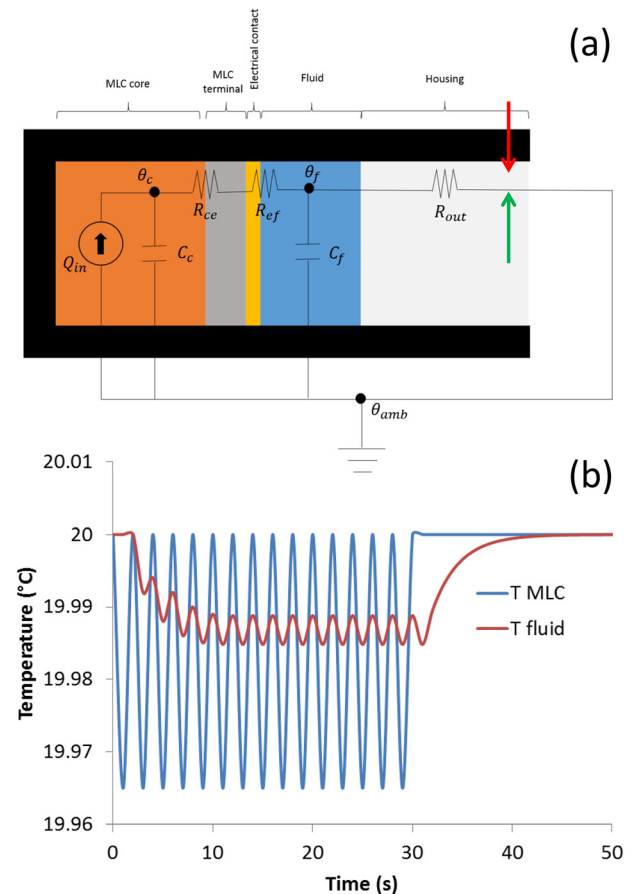 (a)
MLC core
MLC terminal
Electrical contact
Fluid
Housing
θc
θf
Rce
Ref
Rout
Qin
Cc
Cf
θamb
(b)
20.01
20
19.99
19.98
19.97
19.96
Temperature (°C)
T MLC
T fluid
0 10 20 30 40 50
Time (s)